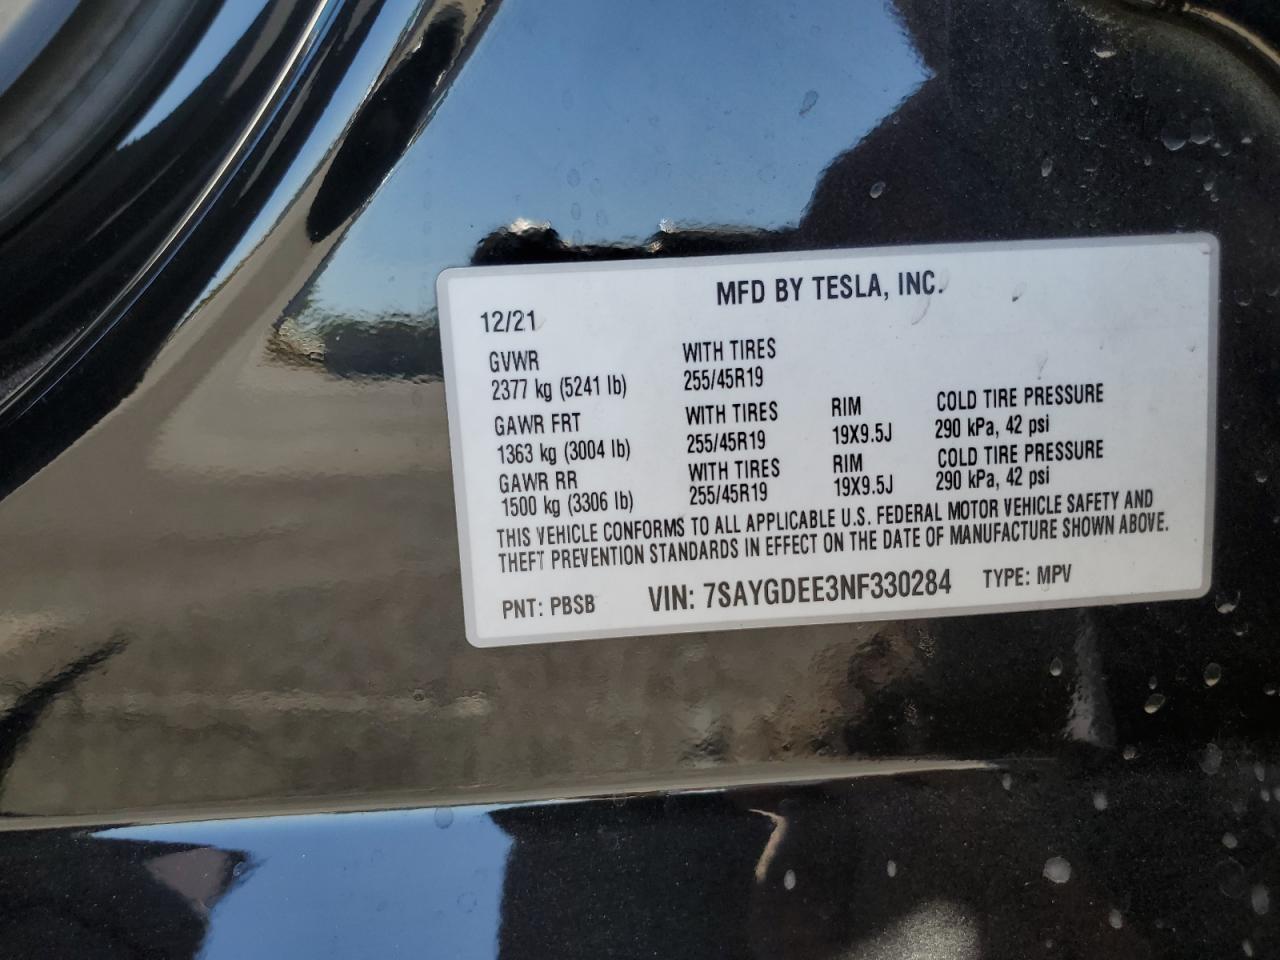 MFD BY TESLA, INC.
12/21
GVWR WITH TIRES
2377 kg (5241 lb) 255/45R19
GAWR FRT WITH TIRES RIM COLD TIRE PRESSURE
1363 kg (3004 lb) 255/45R19 19X9.5J 290 kPa, 42 psi
GAWR RR WITH TIRES RIM COLD TIRE PRESSURE
1500 kg (3306 lb) 255/45R19 19X9.5J 290 kPa, 42 psi
THIS VEHICLE CONFORMS TO ALL APPLICABLE U.S. FEDERAL MOTOR VEHICLE SAFETY AND
THEFT PREVENTION STANDARDS IN EFFECT ON THE DATE OF MANUFACTURE SHOWN ABOVE.
PNT: PBSB VIN: 7SAYGDEE3NF330284 TYPE: MPV